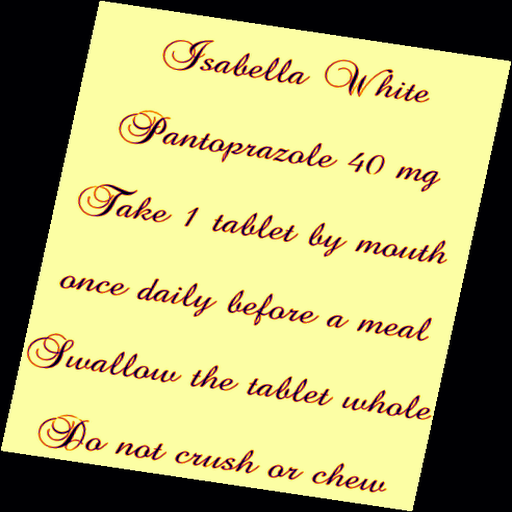 Isabella White
Pantoprazole 40 mg
Take 1 tablet by mouth
once daily before a meal
Swallow the tablet whole
Do not crush or chew